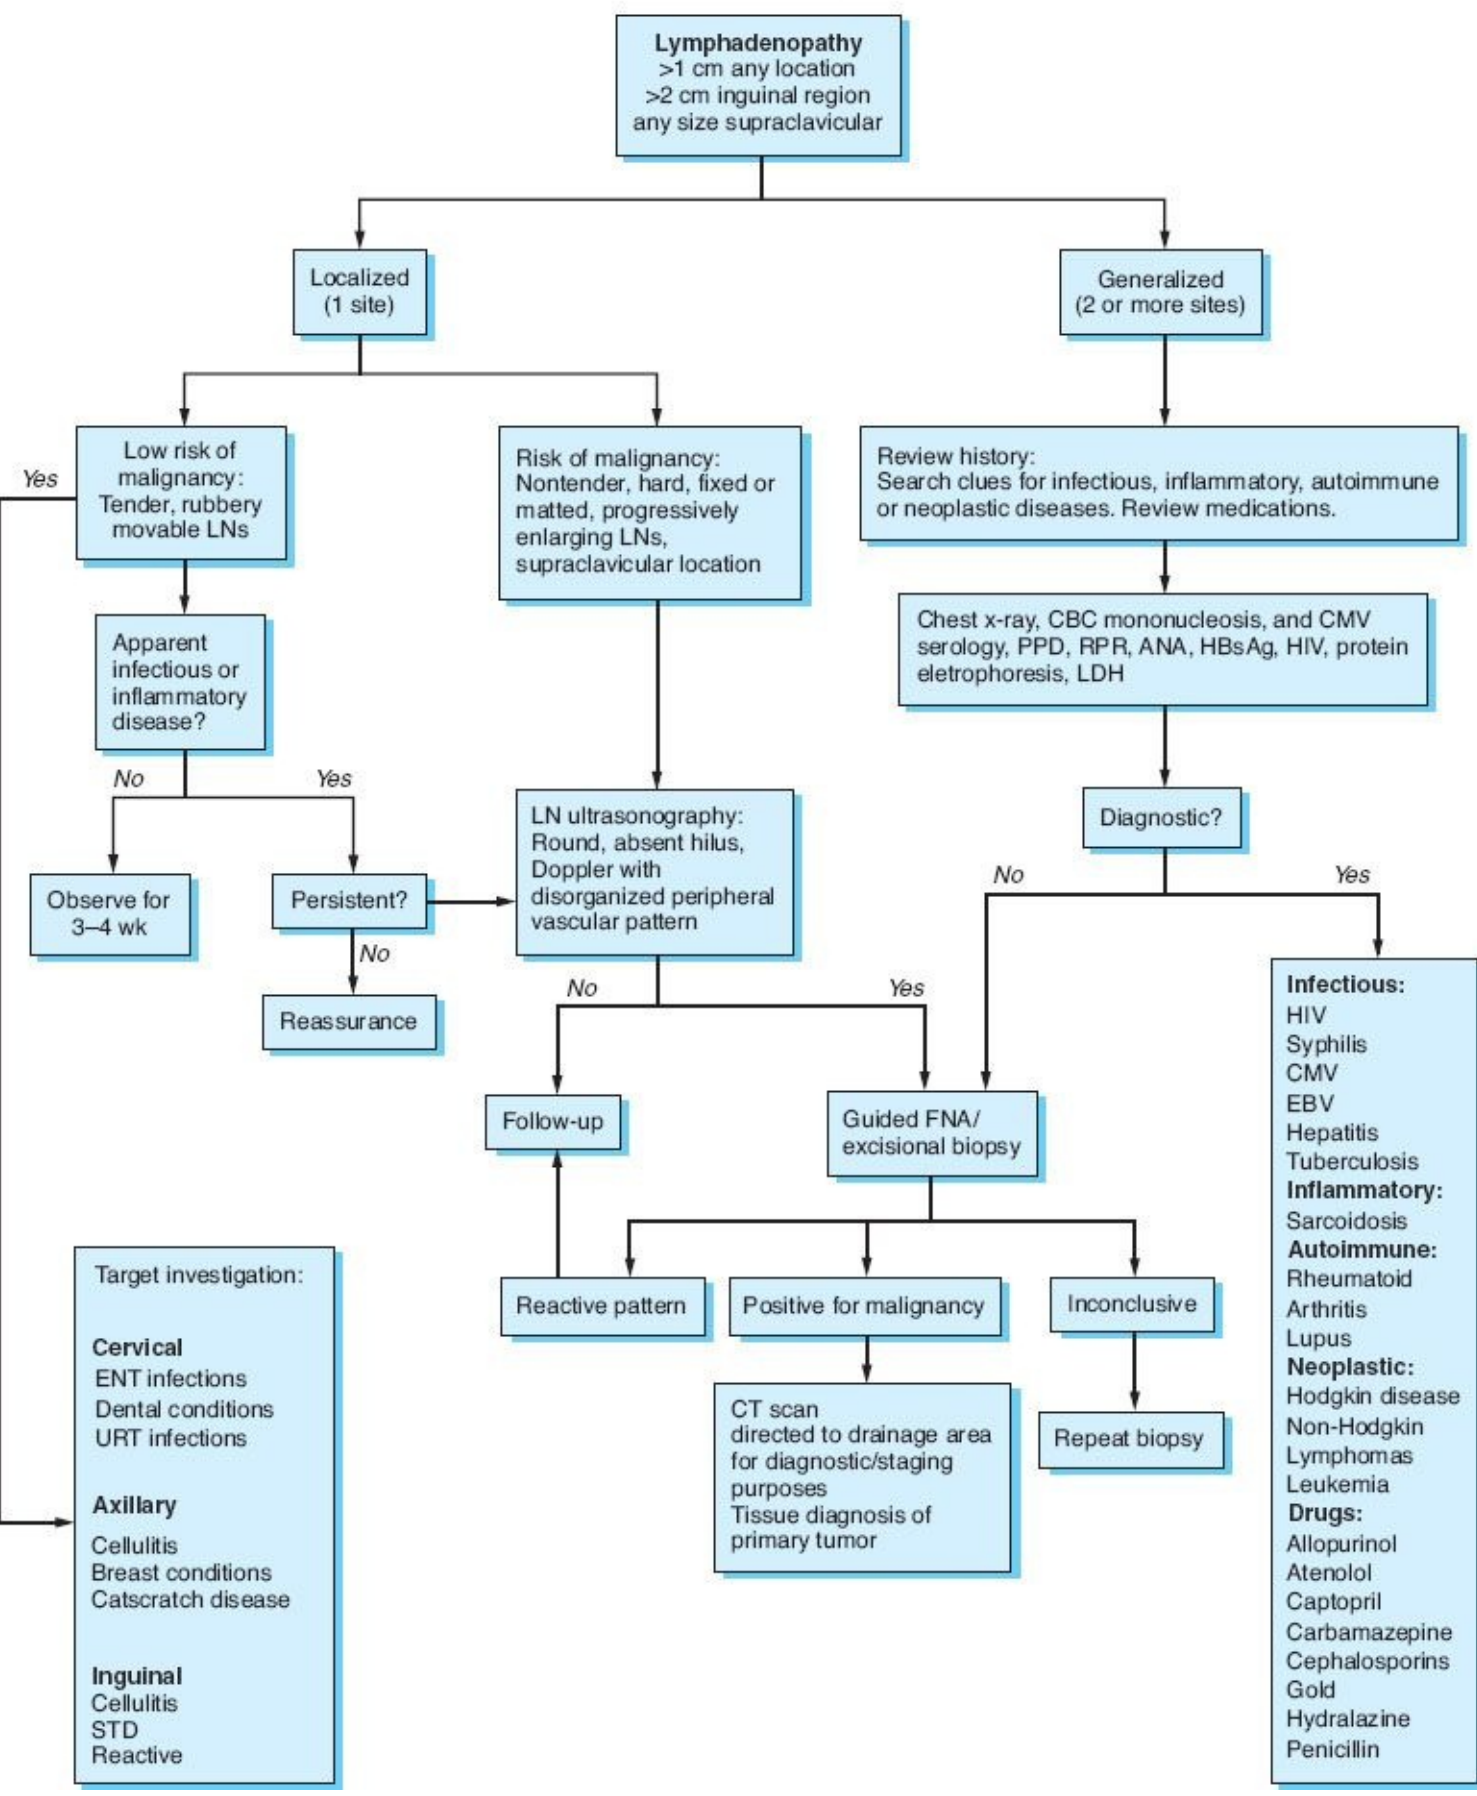 Lymphadenopathy
>1 cm any location
>2 cm inguinal region
any size supraclavicular
Localized
(1 site)
Generalized
(2 or more sites)
Yes
Low risk of
malignancy:
Tender, rubbery
movable LNs
Risk of malignancy:
Nontender, hard, fixed or
matted, progressively
enlarging LNs,
supraclavicular location
Review history:
Search clues for infectious, inflammatory, autoimmune
or neoplastic diseases. Review medications.
Apparent
infectious or
inflammatory
disease?
Chest x-ray, CBC mononucleosis, and CMV
serology, PPD, RPR, ANA, HBsAg, HIV, protein
eletrophoresis, LDH
No
Yes
LN ultrasonography:
Round, absent hilus,
Doppler with
disorganized peripheral
vascular pattern
Diagnostic?
Observe for
3–4 wk
Persistent?
No
Reassurance
No
Yes
No
Yes
Follow-up
Guided FNA/
excisional biopsy
Reactive pattern
Positive for malignancy
Inconclusive
CT scan
directed to drainage area
for diagnostic/staging
purposes
Tissue diagnosis of
primary tumor
Repeat biopsy
Infectious:
HIV
Syphilis
CMV
EBV
Hepatitis
Tuberculosis
Inflammatory:
Sarcoidosis
Autoimmune:
Rheumatoid
Arthritis
Lupus
Neoplastic:
Hodgkin disease
Non-Hodgkin
Lymphomas
Leukemia
Drugs:
Allopurinol
Atenolol
Captopril
Carbamazepine
Cephalosporins
Gold
Hydralazine
Penicillin
Target investigation:
Cervical
ENT infections
Dental conditions
URT infections
Axillary
Cellulitis
Breast conditions
Catscratch disease
Inguinal
Cellulitis
STD
Reactive